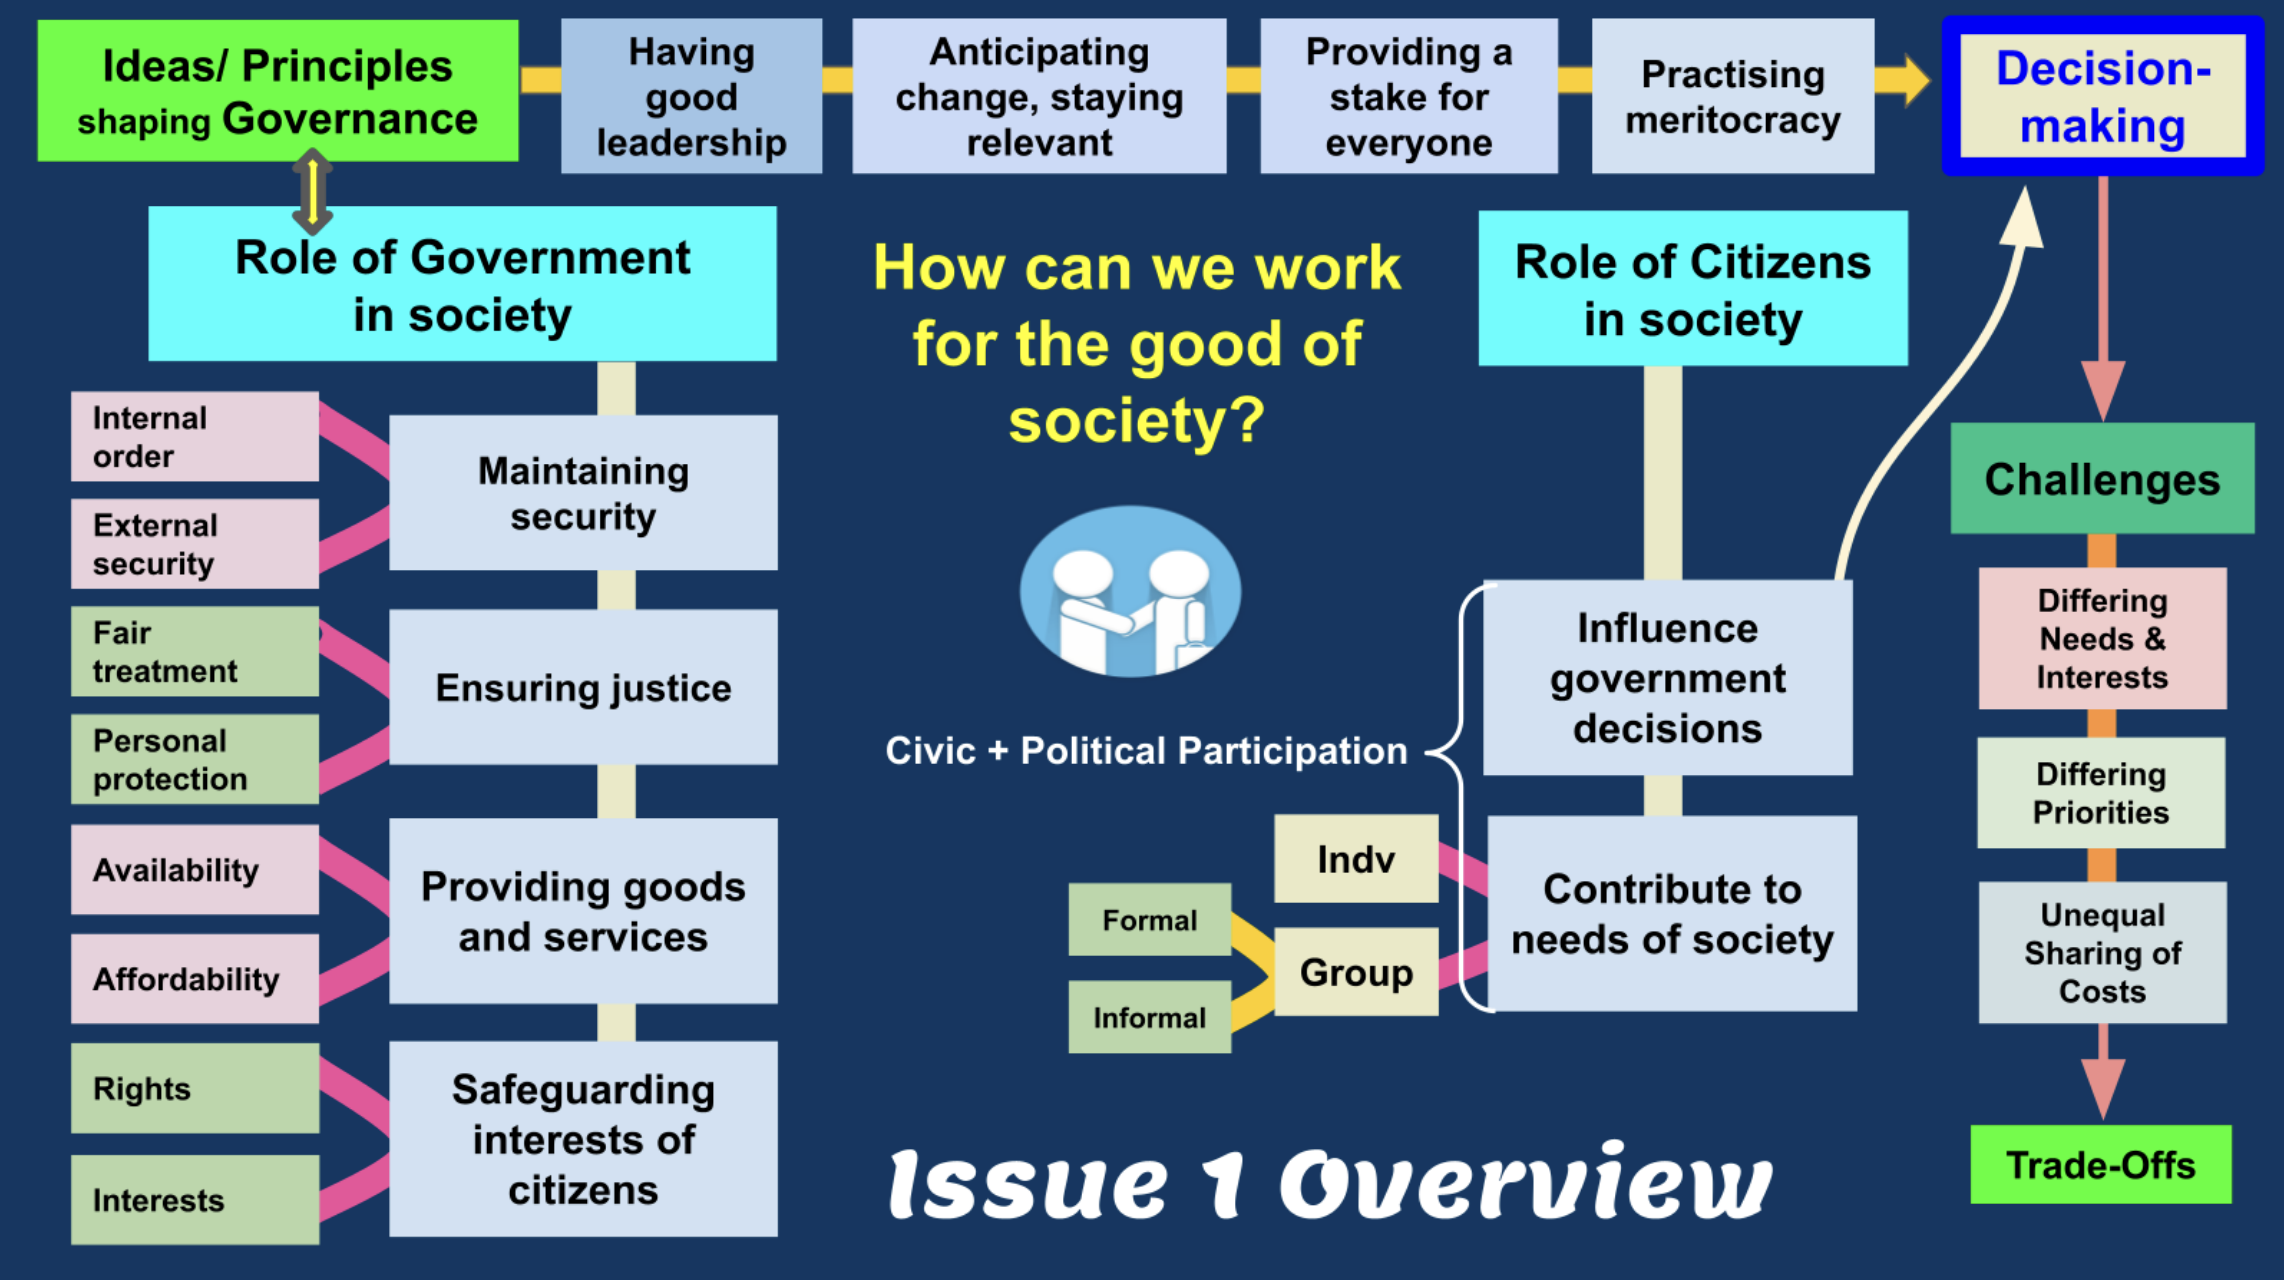 Ideas/ Principles
shaping Governance
Having
good
leadership
Anticipating
change, staying
relevant
Providing a
stake for
everyone
Practising
meritocracy
Decision-
making
Role of Government
in society
Internal
order
External
security
Maintaining
security
Fair
treatment
Personal
protection
Ensuring justice
Availability
Affordability
Providing goods
and services
Rights
Interests
Safeguarding
interests of
citizens
How can we work
for the good of
society?
Civic + Political Participation
Role of Citizens
in society
Influence
government
decisions
Indv
Group
Formal
Informal
Contribute to
needs of society
Challenges
Differing
Needs &
Interests
Differing
Priorities
Unequal
Sharing of
Costs
Trade-Offs
Issue 1 Overview